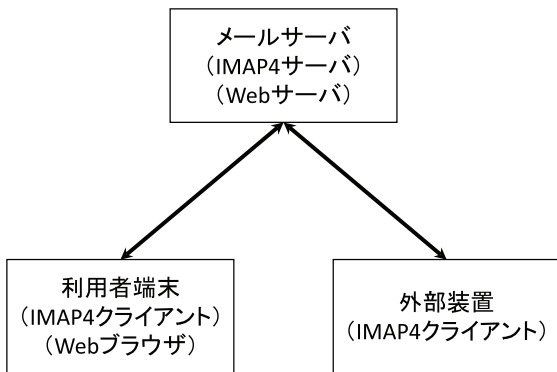 メールサーバ
（IMAP4サーバ）
（Webサーバ）
利用者端末
（IMAP4クライアント）
（Webブラウザ）
外部装置
（IMAP4クライアント）